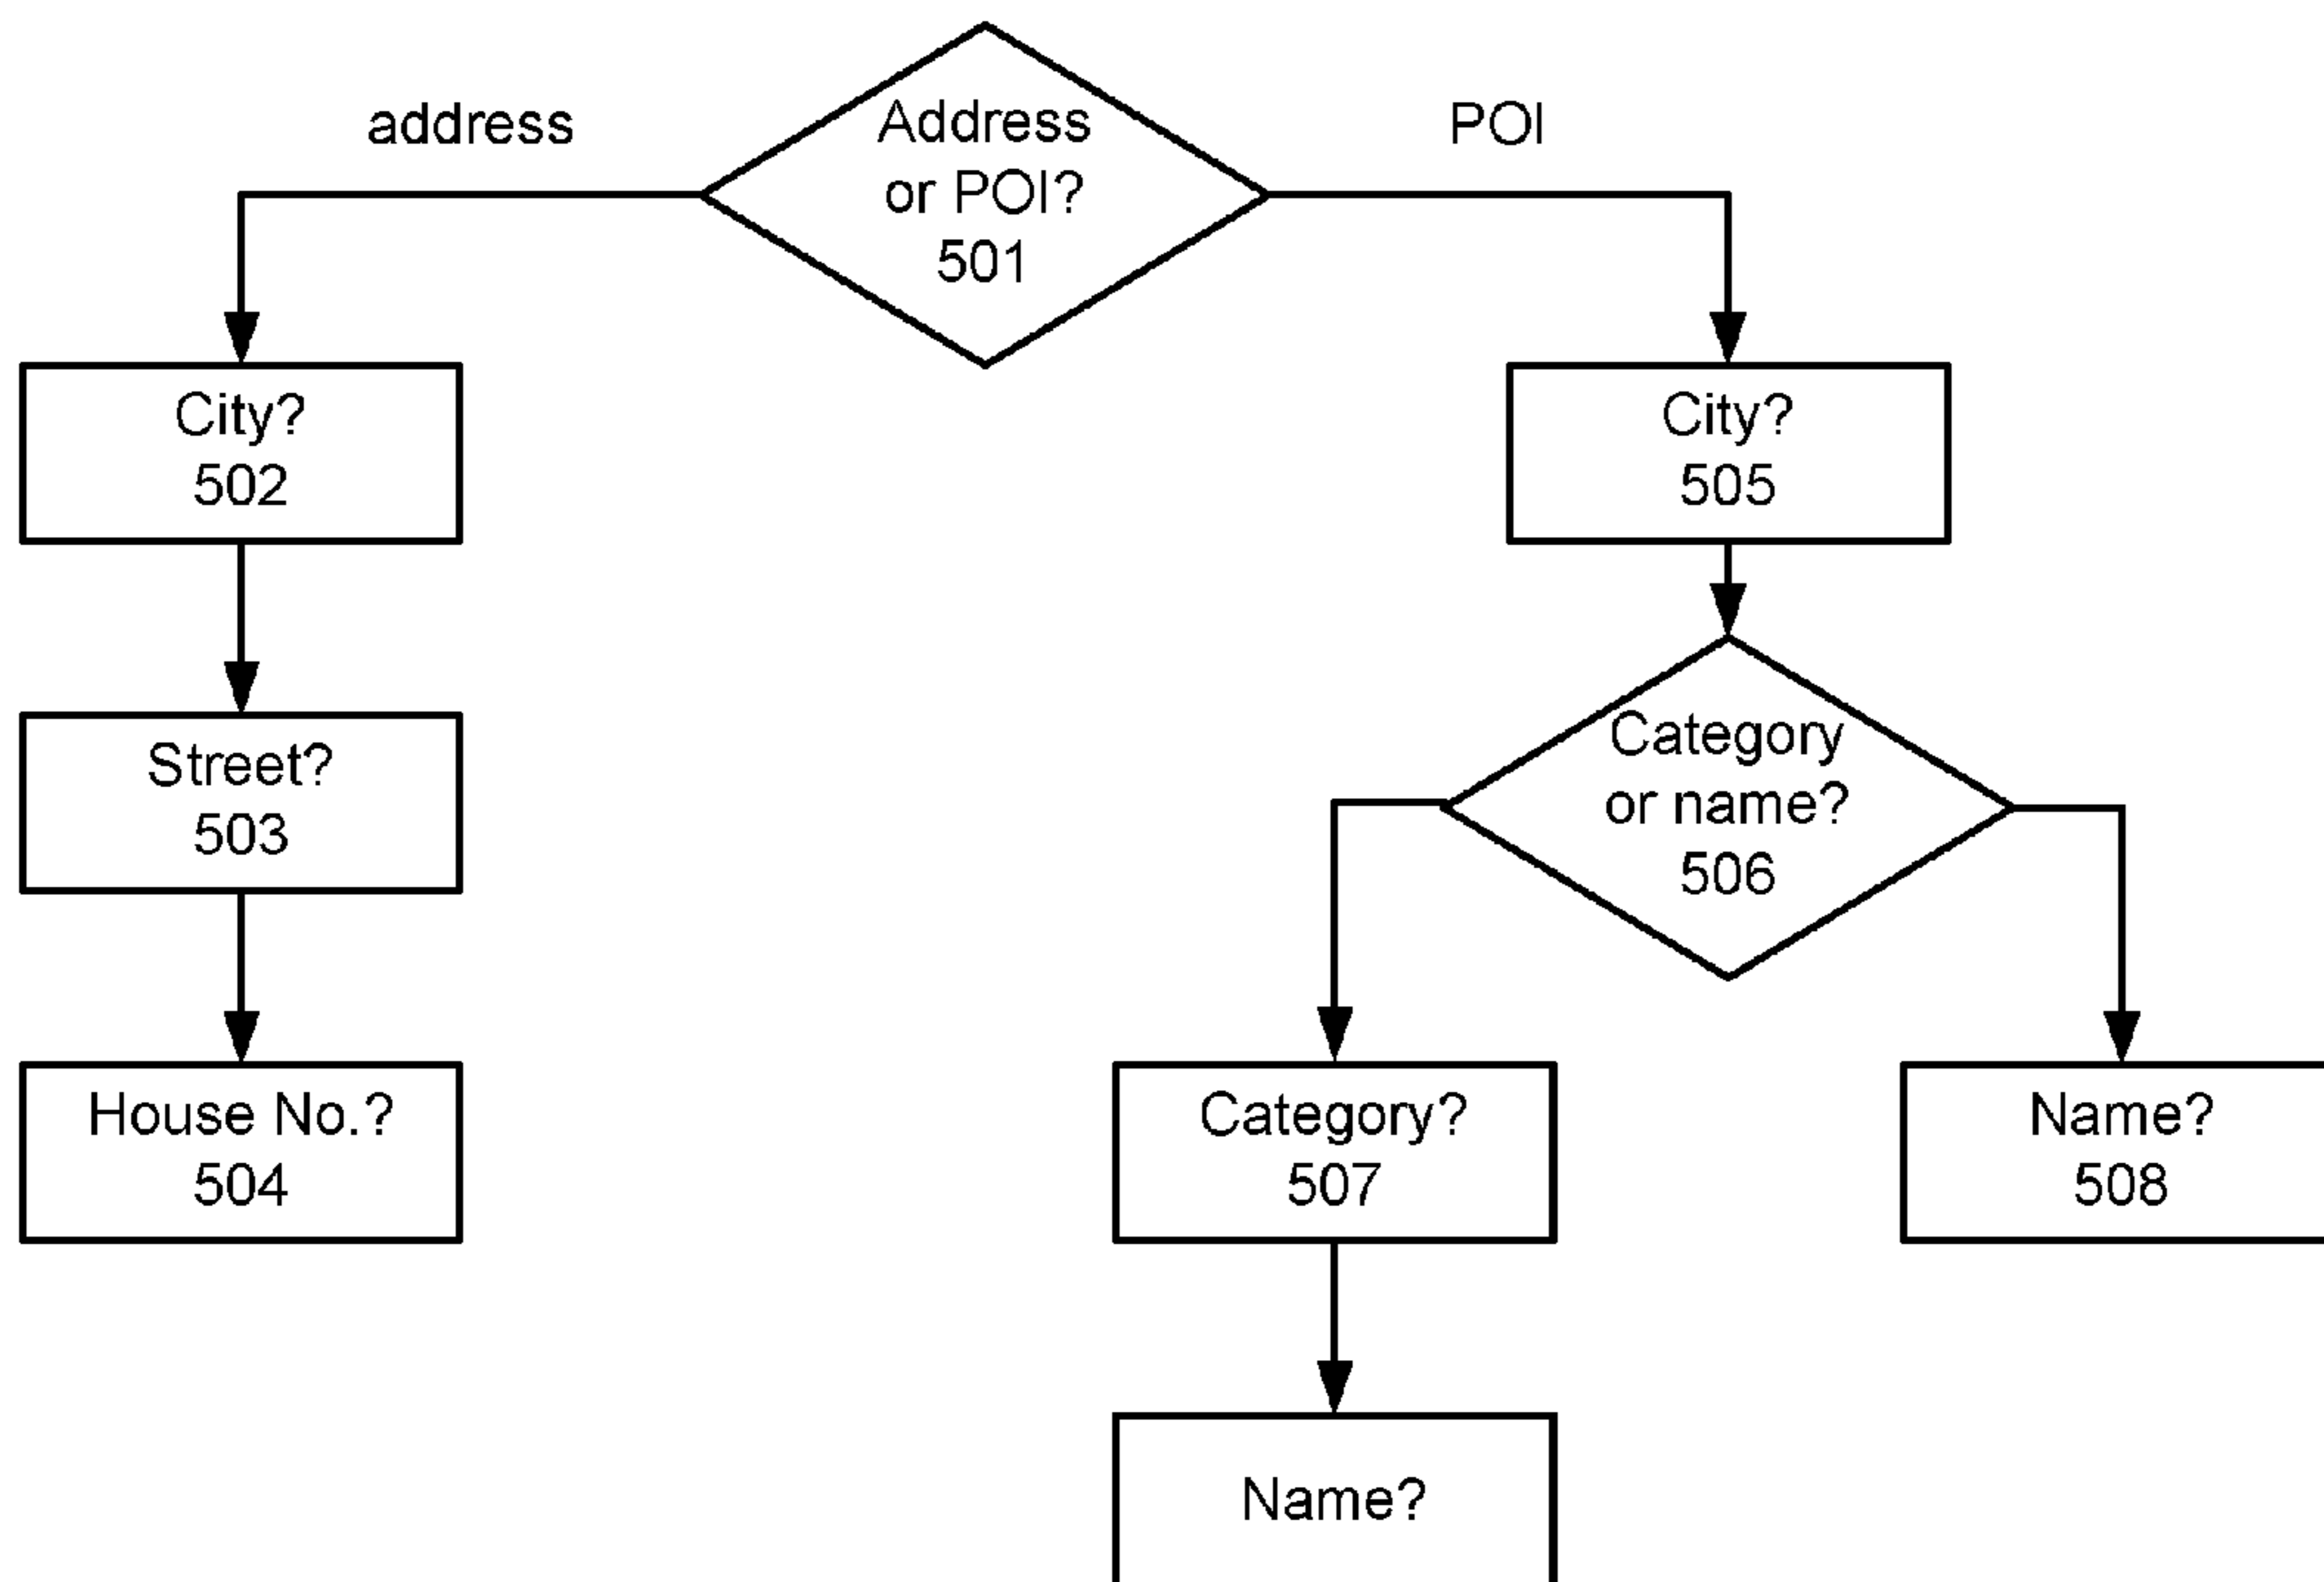 address
Address
or POI?
501
POI
City?
502
City?
505
Street?
503
Category
or name?
506
House No.?
504
Category?
507
Name?
508
Name?